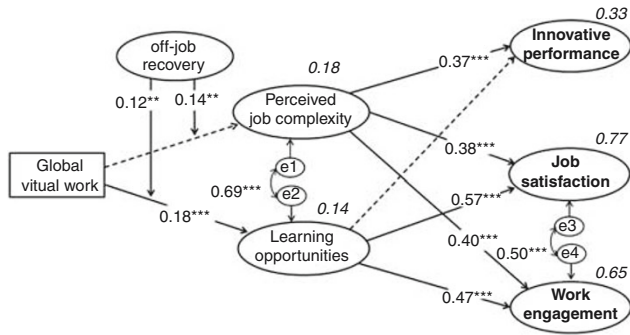 0.33
Innovative
performance
off-job
recovery
0.18
0.37***
0.12**
0.14**
Perceived
job complexity
0.77
Global
vitual work
e1
0.38***
Job
satisfaction
0.69***
e2
0.57***
0.14
0.18***
e3
Learning
opportunities
0.40***
0.50***
e4
0.65
0.47***
Work
engagement